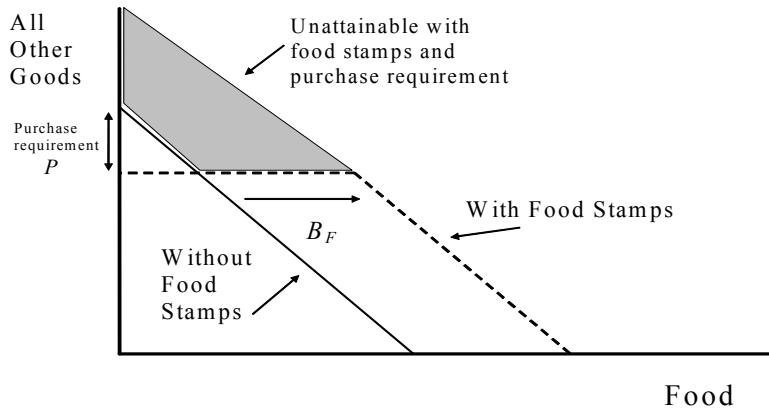 All
Other
Goods
Unattainable with
food stamps and
purchase requirement
Purchase
requirement
P
With Food Stamps
B_F
Without
Food
Stamps
Food